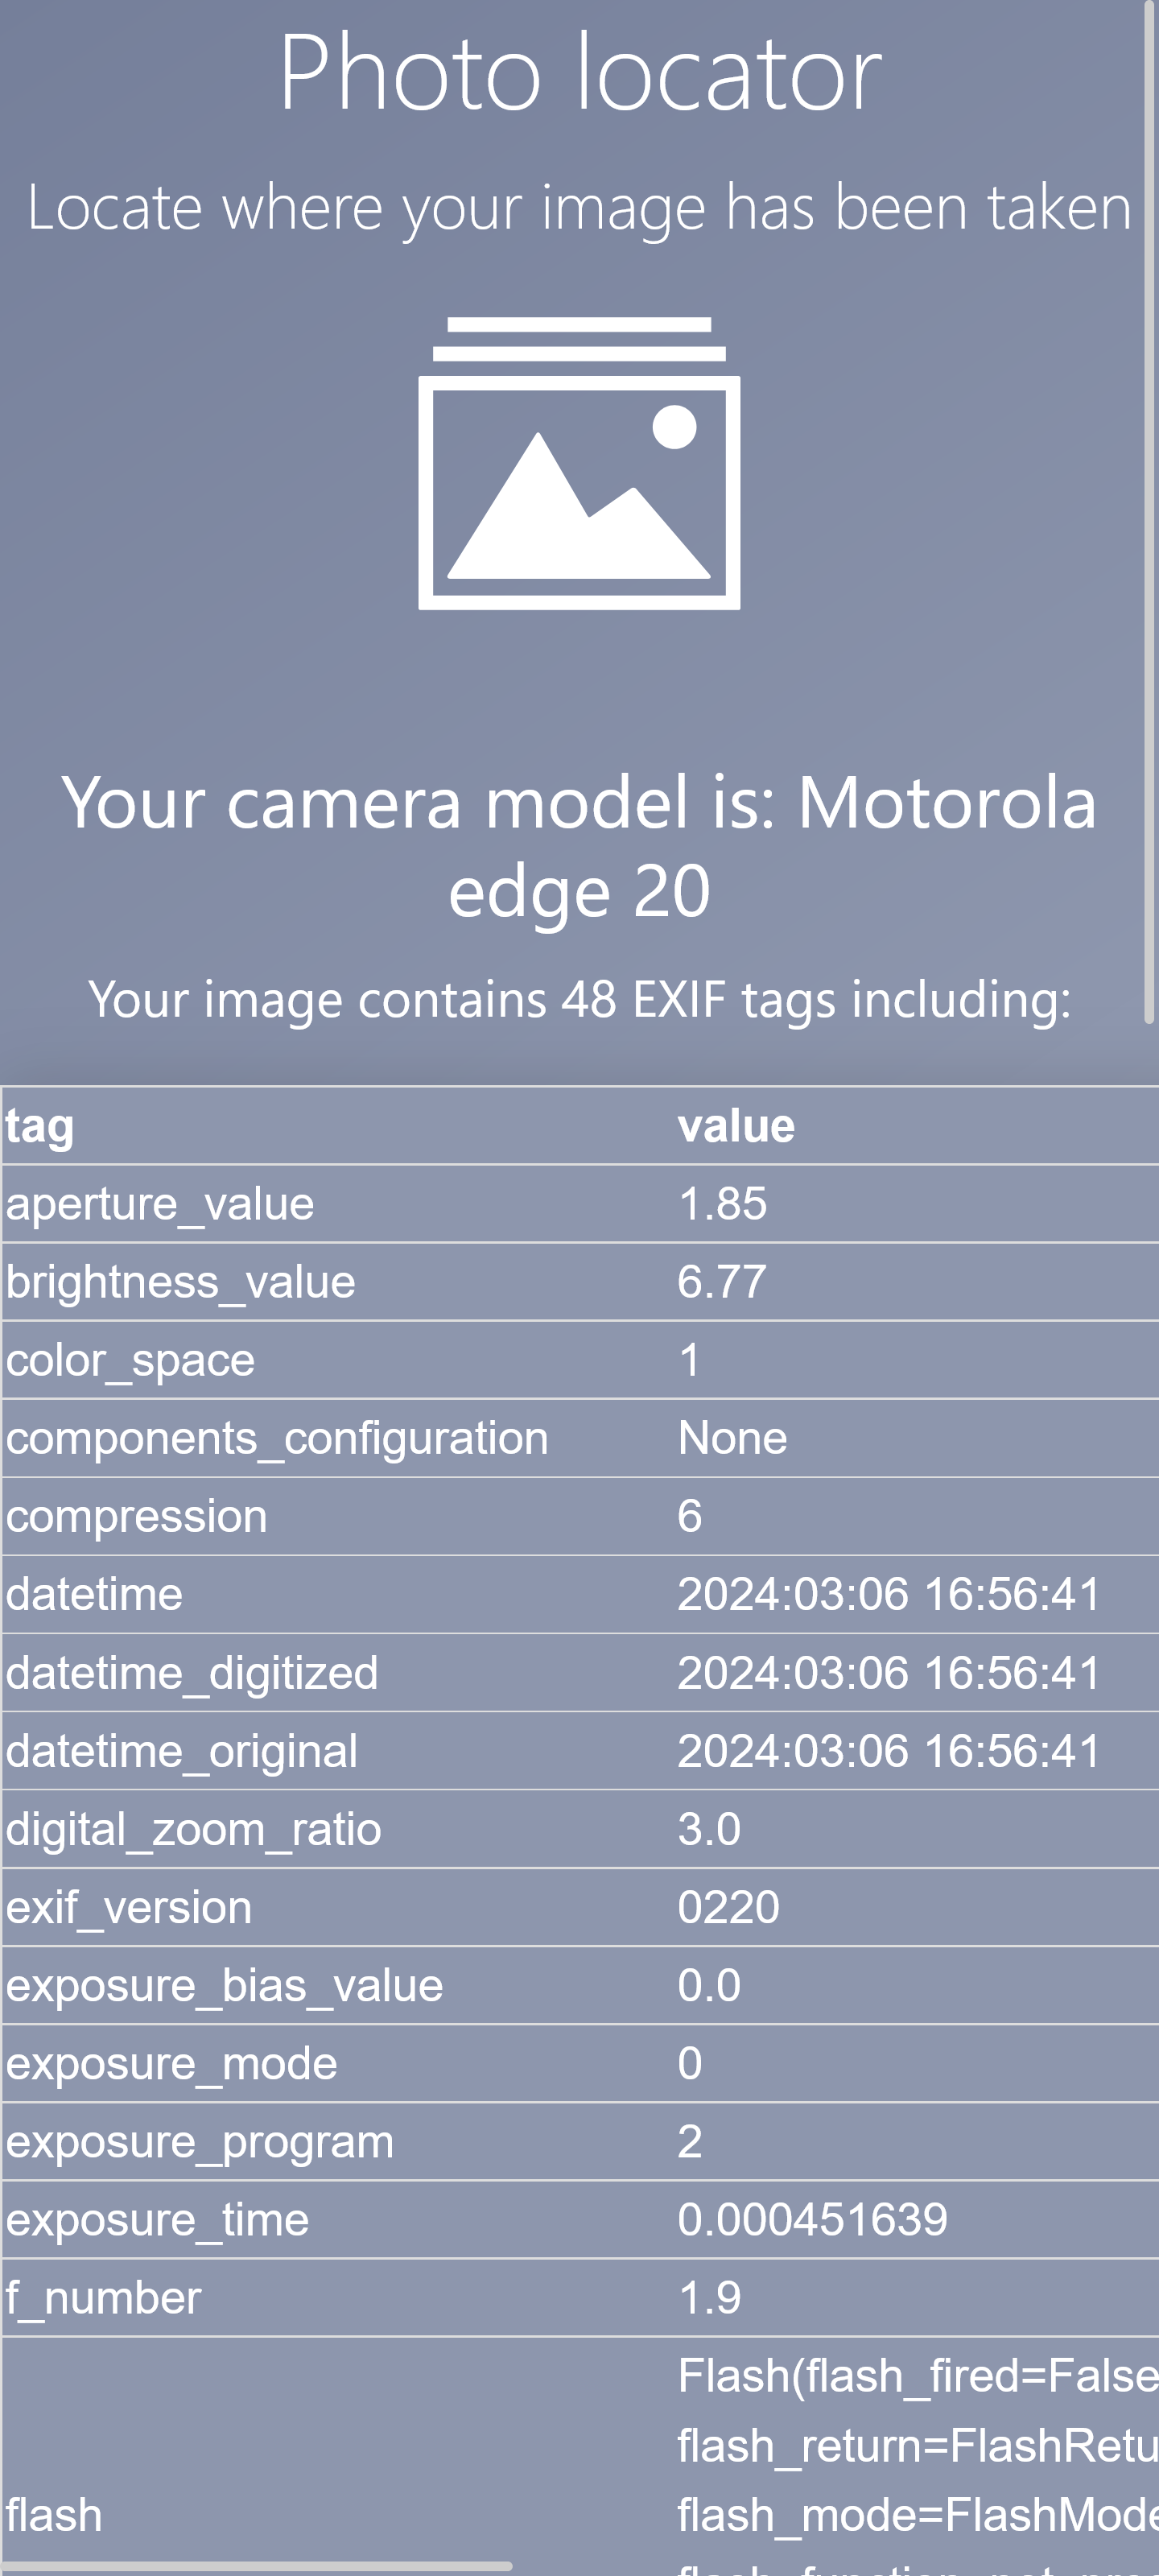 Photo locator
Locate where your image has been taken
Your camera model is: Motorola
edge 20
Your image contains 48 EXIF tags including:
tag value
aperture_value 1.85
brightness_value 6.77
color_space 1
components_configuration None
compression 6
datetime 2024:03:06 16:56:41
datetime_digitized 2024:03:06 16:56:41
datetime_original 2024:03:06 16:56:41
digital_zoom_ratio 3.0
exif_version 0220
exposure_bias_value 0.0
exposure_mode 0
exposure_program 2
exposure_time 0.000451639
f_number 1.9
Flash(flash_fired=False
flash_return=FlashRetu
flash flash_mode=FlashMode